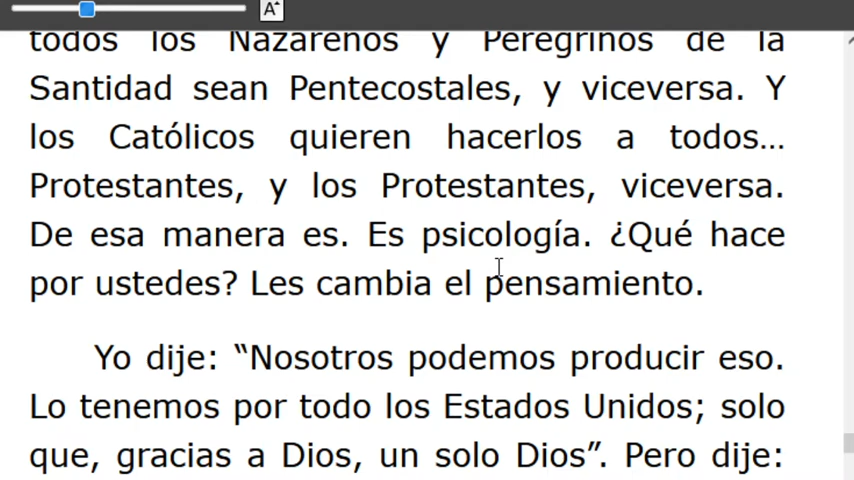 A
todos los Nazarenos y Peregrinos de la
Santidad sean Pentecostales, y viceversa. Y
los Católicos quieren hacerlos a todos...
Protestantes, y los Protestantes, viceversa.
De esa manera es. Es psicología. ¿Qué hace
por ustedes? Les cambia el pensamiento.
Yo dije: “Nosotros podemos producir eso.
Lo tenemos por todo los Estados Unidos; solo
que, gracias a Dios, un solo Dios”. Pero dije: